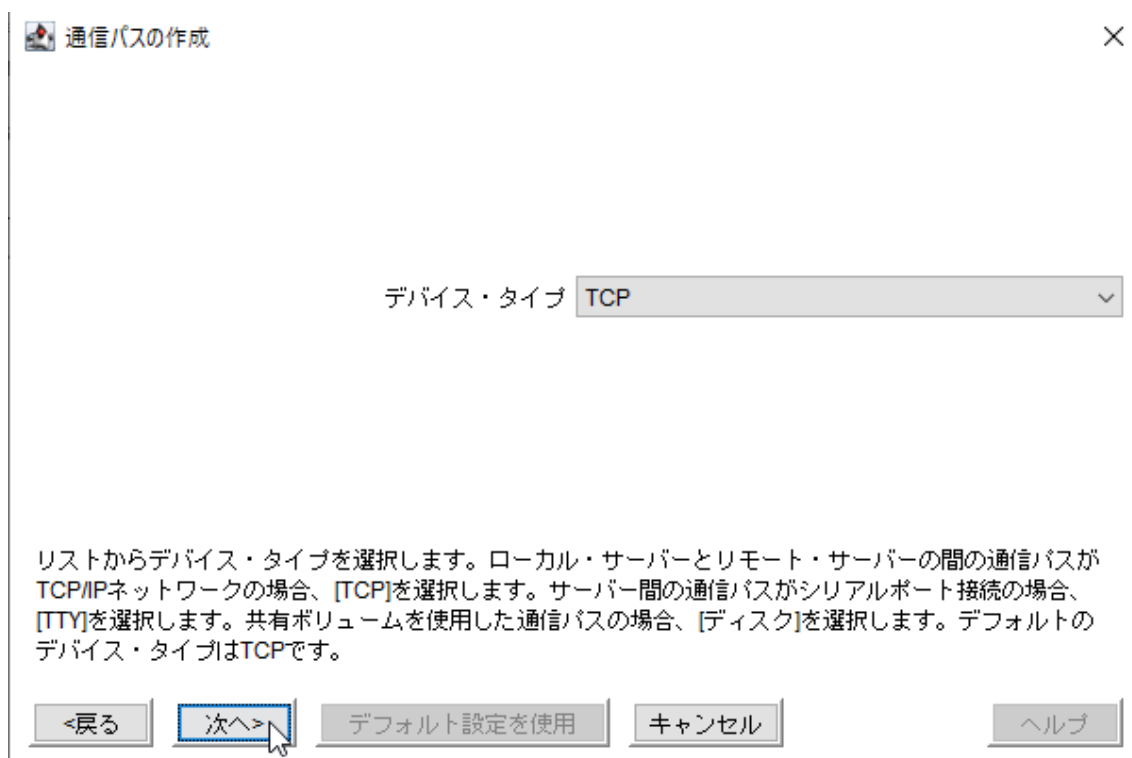 通信パスの作成
デバイス・タイプ TCP
リストからデバイス・タイプを選択します。ローカル・サーバーとリモート・サーバーの間の通信パスが
TCP/IPネットワークの場合、[TCP]を選択します。サーバー間の通信パスがシリアルポート接続の場合、
[TTY]を選択します。共有ボリュームを使用した通信パスの場合、[ディスク]を選択します。デフォルトの
デバイス・タイプはTCPです。
<戻る 次へ> デフォルト設定を使用 キャンセル ヘルプ